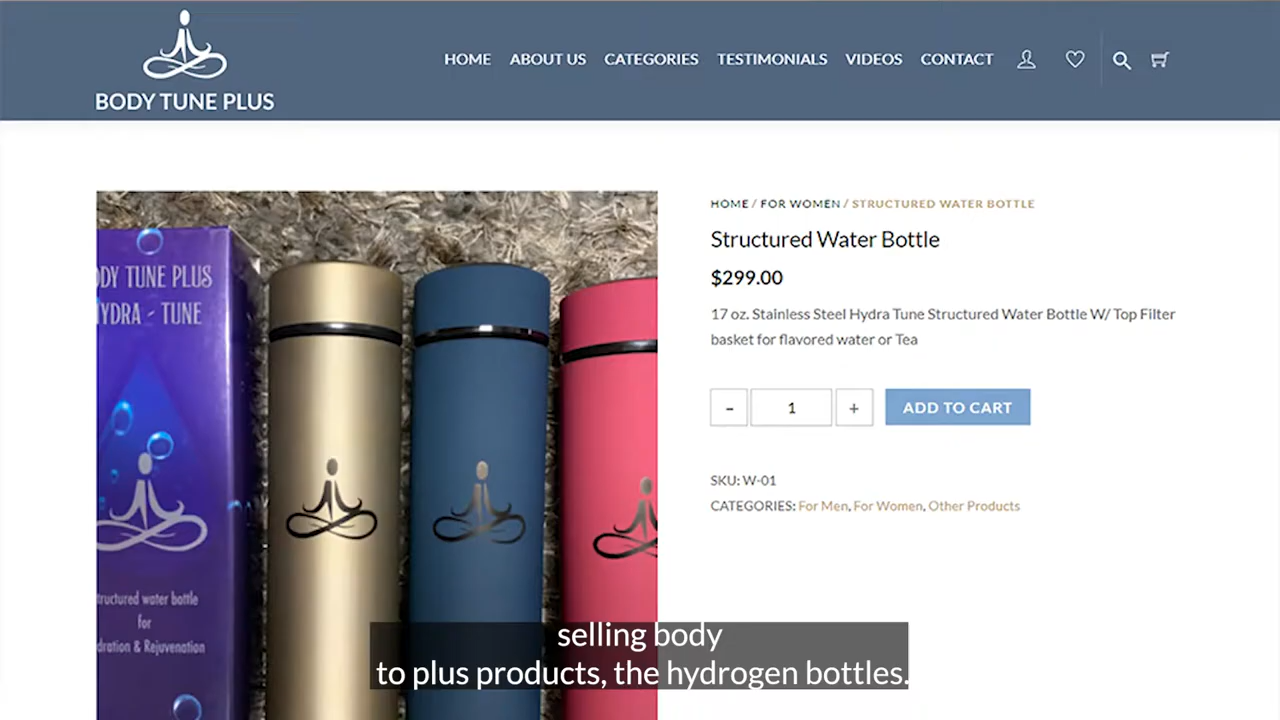 BODY TUNE PLUS
HOME ABOUT US CATEGORIES TESTIMONIALS VIDEOS CONTACT
HOME / FOR WOMEN / STRUCTURED WATER BOTTLE
Structured Water Bottle
$299.00
17 oz. Stainless Steel Hydra Tune Structured Water Bottle W/ Top Filter
basket for flavored water or Tea
- 1 + ADD TO CART
SKU: W-01
CATEGORIES: For Men, For Women, Other Products
ODY TUNE PLUS
YDRA - TUNE
tructured water bottle
for
dration & Rejuvenation
selling body
to plus products, the hydrogen bottles.